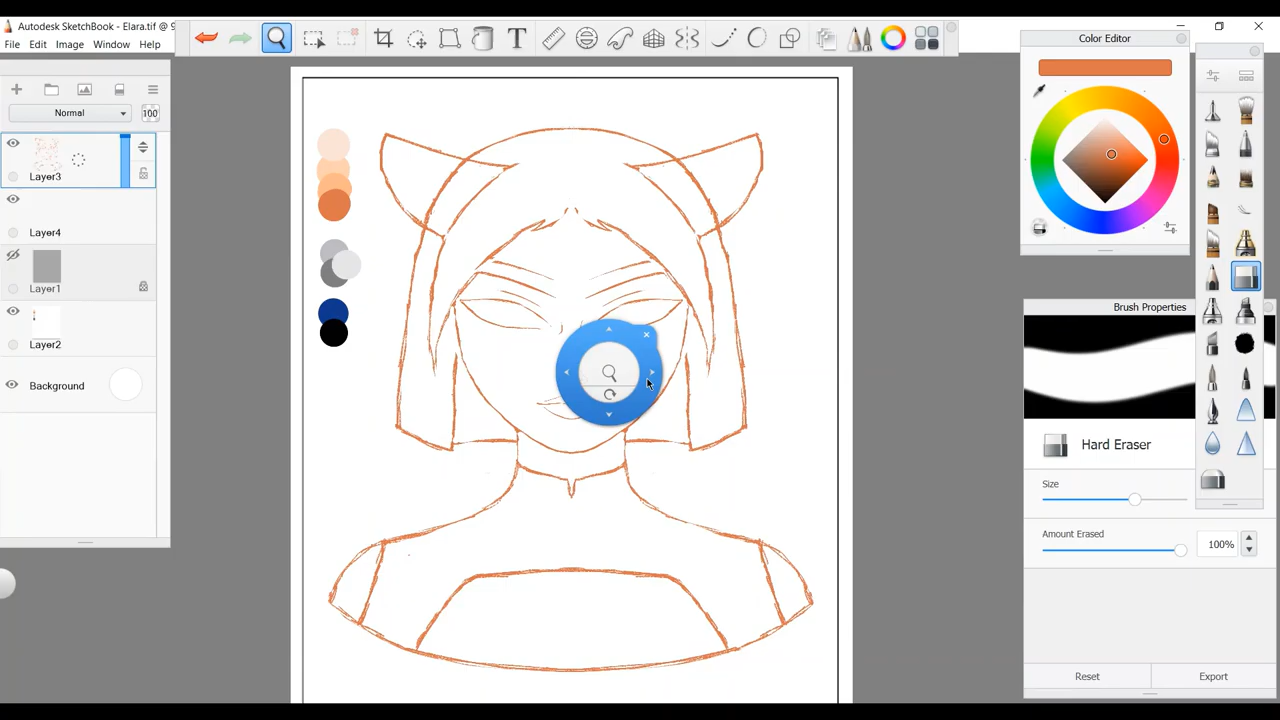 Autodesk SketchBook - Elara.tif @ 9
File Edit Image Window Help
T
Normal
100
Layer3
Layer4
Layer1
Layer2
Background
Color Editor
Brush Properties
Hard Eraser
Size
Amount Erased
100%
Reset
Export